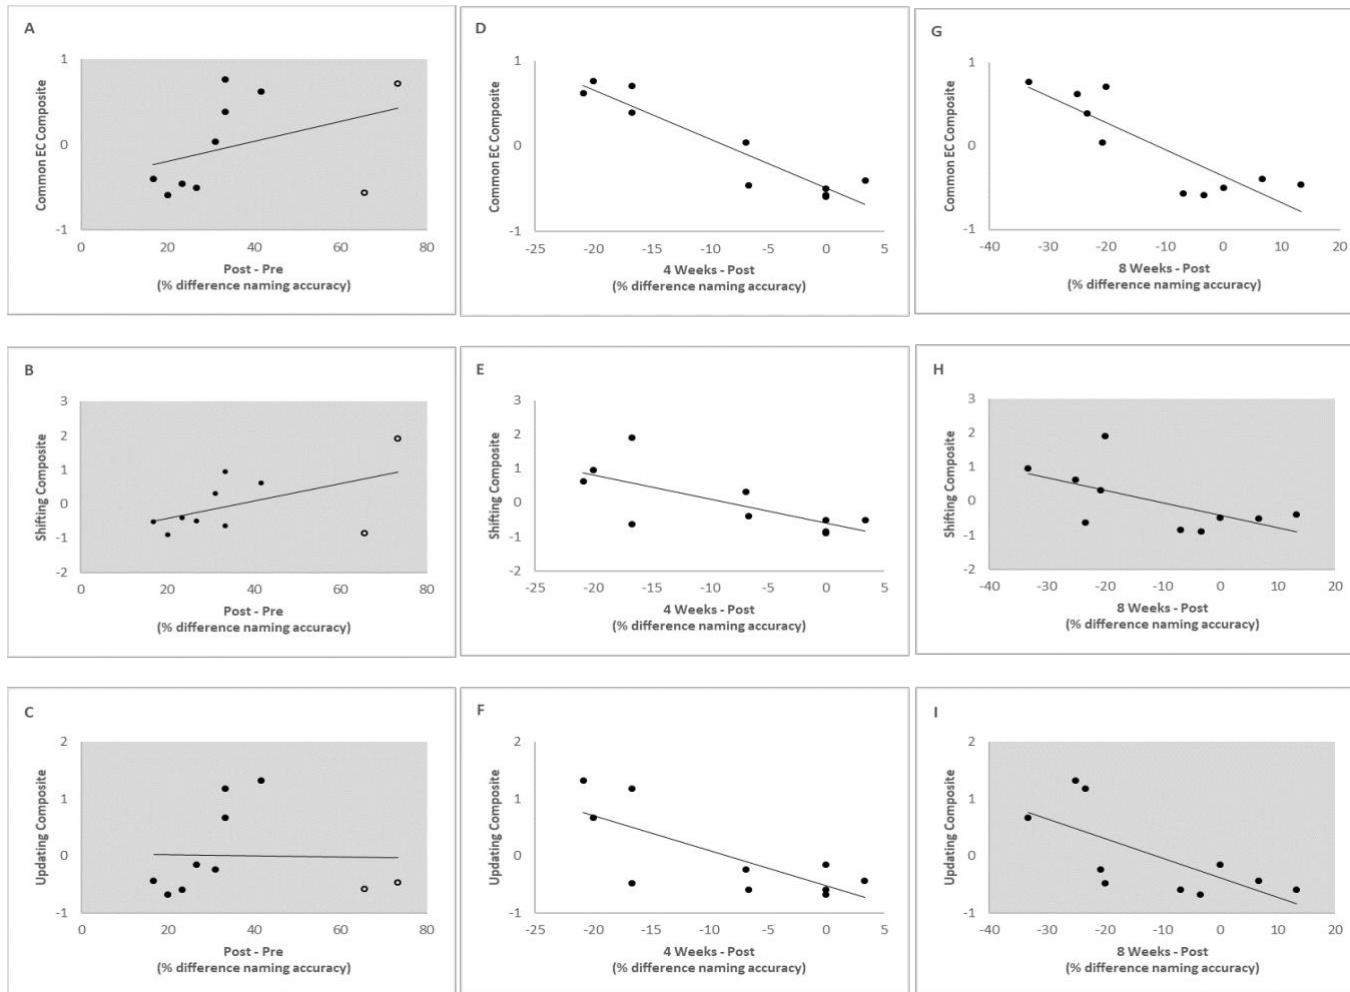 A
Common EC Composite
1
0
-1
0 20 40 60 80
Post - Pre
(% difference naming accuracy)
D
Common EC Composite
1
0
-1
-25 -20 -15 -10 -5 0 5
4 Weeks - Post
(% difference naming accuracy)
G
Common EC Composite
1
0
-1
-40 -30 -20 -10 0 10 20
8 Weeks - Post
(% difference naming accuracy)
B
Shifting Composite
3
2
1
0
-1
-2
0 20 40 60 80
Post - Pre
(% difference naming accuracy)
E
Shifting Composite
3
2
1
0
-1
-2
-25 -20 -15 -10 -5 0 5
4 Weeks - Post
(% difference naming accuracy)
H
Shifting Composite
3
2
1
0
-1
-2
-40 -30 -20 -10 0 10 20
8 Weeks - Post
(% difference naming accuracy)
C
Updating Composite
2
1
0
-1
0 20 40 60 80
Post - Pre
(% difference naming accuracy)
F
Updating Composite
2
1
0
-1
-25 -20 -15 -10 -5 0 5
4 Weeks - Post
(% difference naming accuracy)
I
Updating Composite
2
1
0
-1
-40 -30 -20 -10 0 10 20
8 Weeks - Post
(% difference naming accuracy)